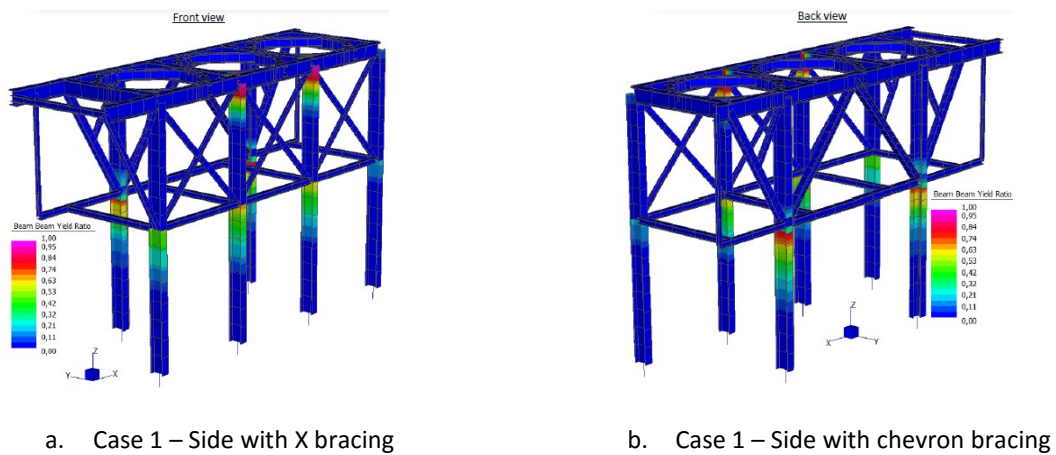 Front view
Beam Beam Yield Ratio
1,00
0,95
0,84
0,74
0,63
0,53
0,42
0,32
0,21
0,11
0,00
Z
Y
X
Back view
Beam Beam Yield Ratio
1,00
0,95
0,84
0,74
0,63
0,53
0,42
0,32
0,21
0,11
0,00
Z
X
Y
a. Case 1 – Side with X bracing
b. Case 1 – Side with chevron bracing